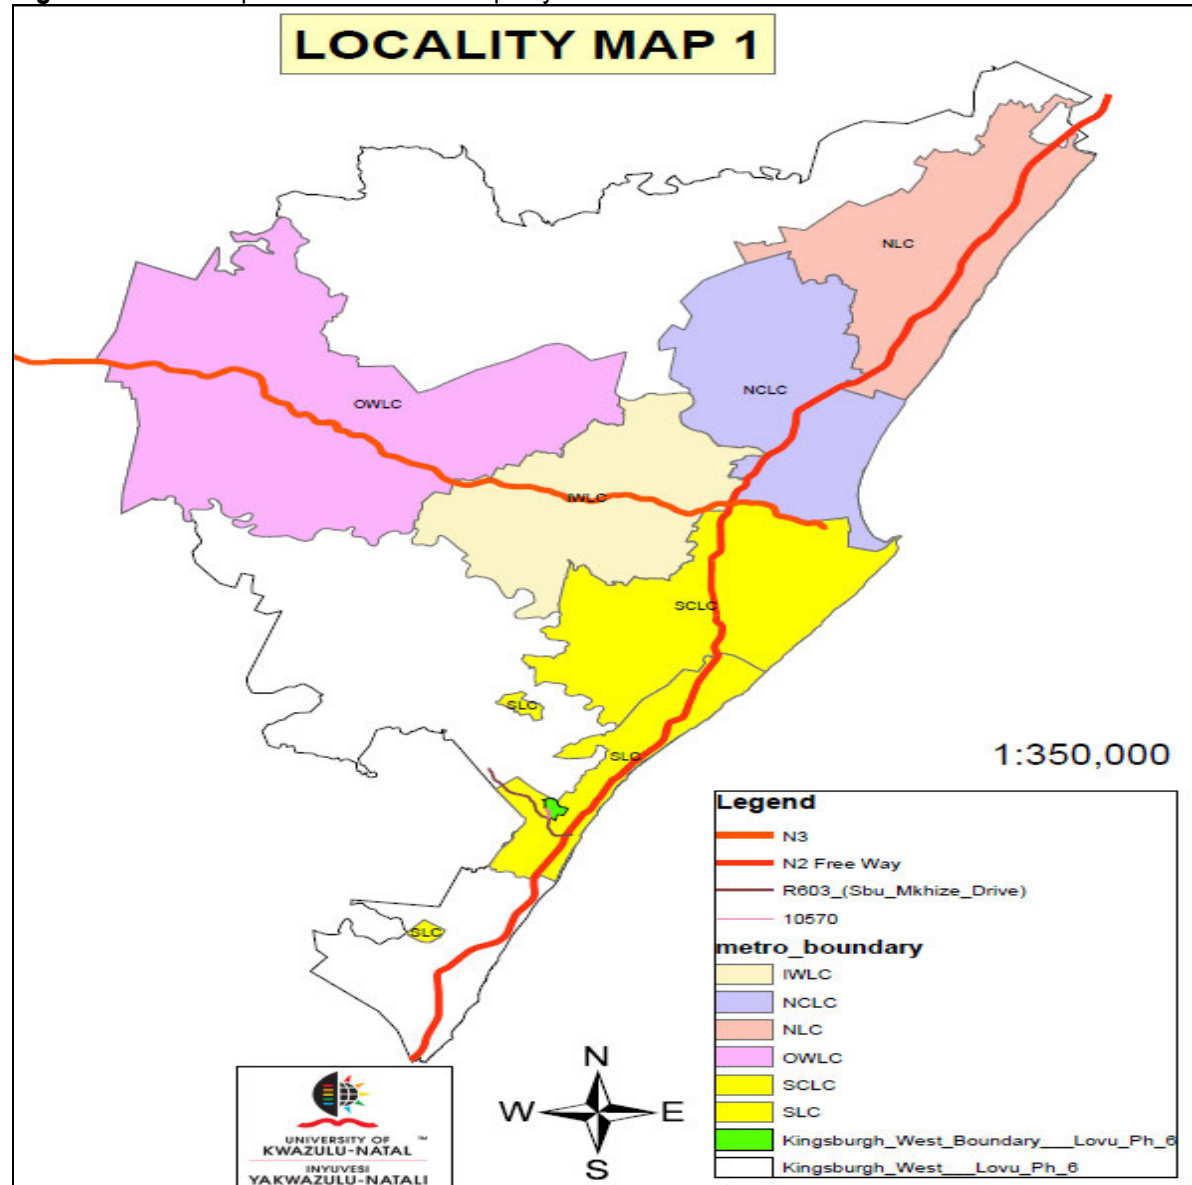 LOCALITY MAP 1
NLC
NCLC
OWLC
IWLC
SCLC
SLC
SLC
SLC
1:350,000
Legend
N3
N2 Free Way
R603_(Sbu_Mkhize_Drive)
10570
metro_boundary
IWLC
NCLC
NLC
OWLC
SCLC
SLC
Kingsburgh_West_Boundary___Lovu_Ph_6
Kingsburgh_West___Lovu_Ph_6
N
W E
S
UNIVERSITY OF ™
KWAZULU-NATAL
INYUVESI
YAKWAZULU-NATALI